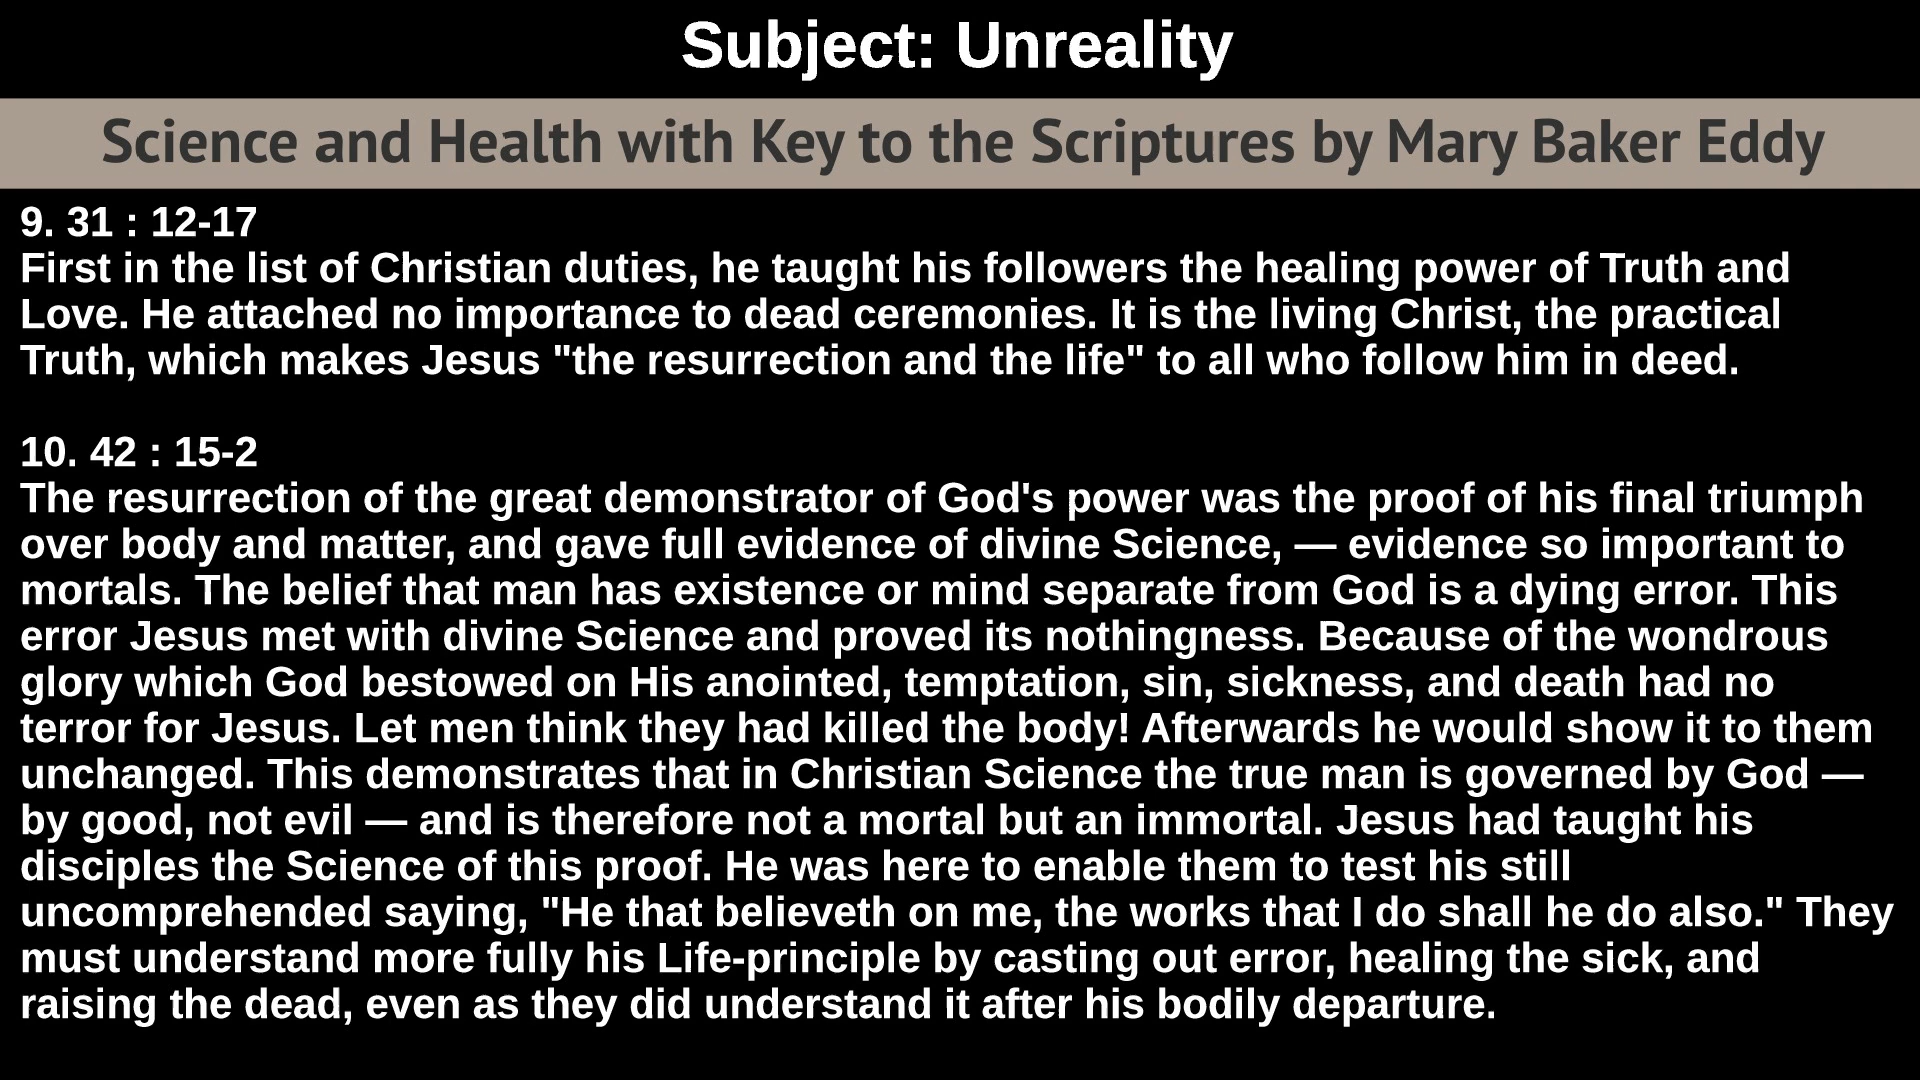 Subject: Unreality
Science and Health with Key to the Scriptures by Mary Baker Eddy
9. 31 : 12-17
First in the list of Christian duties, he taught his followers the healing power of Truth and
Love. He attached no importance to dead ceremonies. It is the living Christ, the practical
Truth, which makes Jesus "the resurrection and the life" to all who follow him in deed.
10. 42 : 15-2
The resurrection of the great demonstrator of God's power was the proof of his final triumph
over body and matter, and gave full evidence of divine Science, — evidence so important to
mortals. The belief that man has existence or mind separate from God is a dying error. This
error Jesus met with divine Science and proved its nothingness. Because of the wondrous
glory which God bestowed on His anointed, temptation, sin, sickness, and death had no
terror for Jesus. Let men think they had killed the body! Afterwards he would show it to them
unchanged. This demonstrates that in Christian Science the true man is governed by God —
by good, not evil — and is therefore not a mortal but an immortal. Jesus had taught his
disciples the Science of this proof. He was here to enable them to test his still
uncomprehended saying, "He that believeth on me, the works that I do shall he do also." They
must understand more fully his Life-principle by casting out error, healing the sick, and
raising the dead, even as they did understand it after his bodily departure.